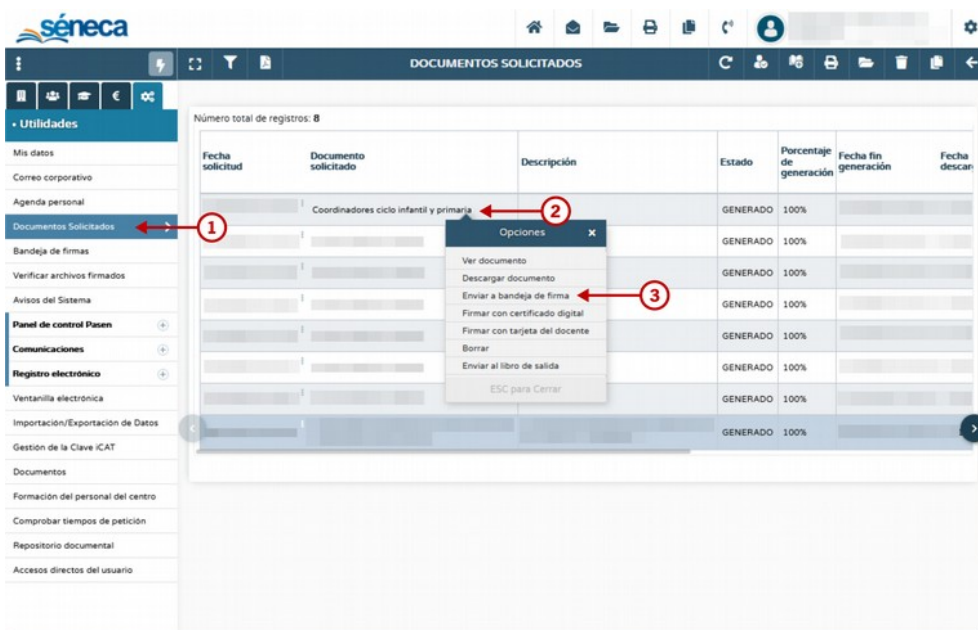 séneca
DOCUMENTOS SOLICITADOS
€
• Utilidades
Mis datos
Correo corporativo
Agenda personal
Documentos Solicitados
Bandeja de firmas
Verificar archivos firmados
Avisos del Sistema
Panel de control Pasen
Comunicaciones
Registro electrónico
Ventanilla electrónica
Importación/Exportación de Datos
Gestión de la Clave iCAT
Documentos
Formación del personal del centro
Comprobar tiempos de petición
Repositorio documental
Accesos directos del usuario
1
Número total de registros: 8
Fecha solicitud
Documento solicitado
Descripción
Estado
Porcentaje de generación
Fecha fin generación
Fecha descar
Coordinadores ciclo infantil y primaria
2
GENERADO 100%
GENERADO 100%
GENERADO 100%
GENERADO 100%
GENERADO 100%
GENERADO 100%
GENERADO 100%
GENERADO 100%
Opciones x
Ver documento
Descargar documento
Enviar a bandeja de firma
3
Firmar con certificado digital
Firmar con tarjeta del docente
Borrar
Enviar al libro de salida
ESC para Cerrar